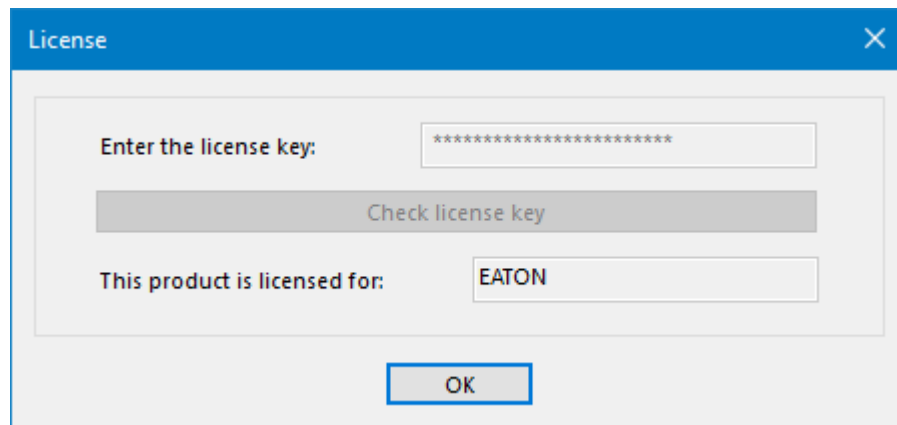 License
Enter the license key: ************************
Check license key
This product is licensed for: EATON
OK